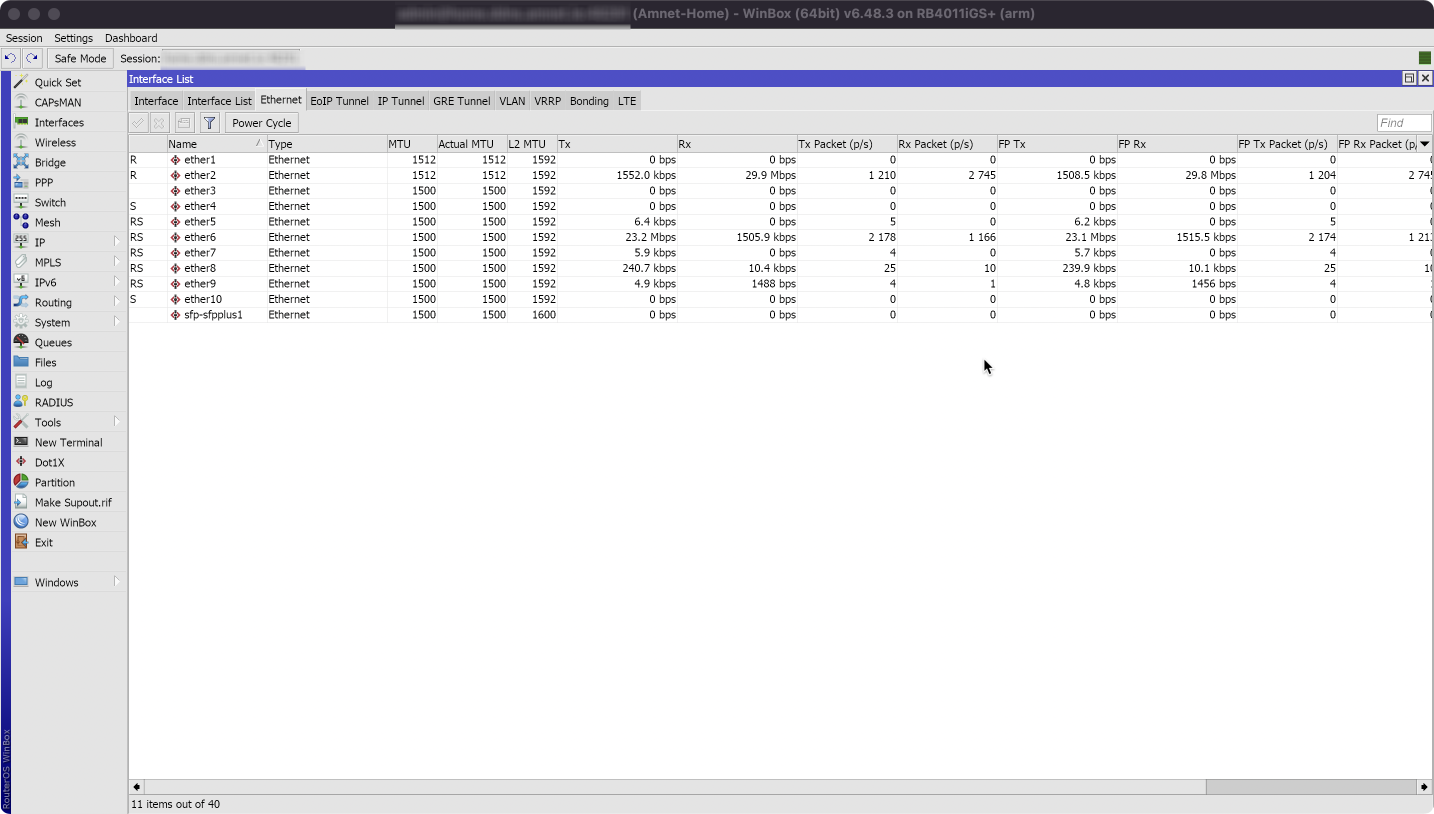 (Amnet-Home) - WinBox (64bit) v6.48.3 on RB4011iGS+ (arm)
Session Settings Dashboard
Safe Mode Session:
Interface List
Interface Interface List Ethernet EoIP Tunnel IP Tunnel GRE Tunnel VLAN VRRP Bonding LTE
Power Cycle Find
Name Type MTU Actual MTU L2 MTU Tx Rx Tx Packet (p/s) Rx Packet (p/s) FP Tx FP Rx FP Tx Packet (p/s) FP Rx Packet (p/
R ether1 Ethernet 1512 1512 1592 0 bps 0 bps 0 0 0 bps 0 bps 0
R ether2 Ethernet 1512 1512 1592 1552.0 kbps 29.9 Mbps 1 210 2 745 1508.5 kbps 29.8 Mbps 1 204 2 745
ether3 Ethernet 1500 1500 1592 0 bps 0 bps 0 0 0 bps 0 bps 0
S ether4 Ethernet 1500 1500 1592 0 bps 0 bps 0 0 0 bps 0 bps 0
RS ether5 Ethernet 1500 1500 1592 6.4 kbps 0 bps 5 0 6.2 kbps 0 bps 5
RS ether6 Ethernet 1500 1500 1592 23.2 Mbps 1505.9 kbps 2 178 1 166 23.1 Mbps 1515.5 kbps 2 174
RS ether7 Ethernet 1500 1500 1592 5.9 kbps 0 bps 4 0 5.7 kbps 0 bps 4
RS ether8 Ethernet 1500 1500 1592 240.7 kbps 10.4 kbps 25 10 239.9 kbps 10.1 kbps 25
RS ether9 Ethernet 1500 1500 1592 4.9 kbps 1488 bps 4 1 4.8 kbps 1456 bps 4
S ether10 Ethernet 1500 1500 1592 0 bps 0 bps 0 0 0 bps 0 bps 0
sfp-sfpplus1 Ethernet 1500 1500 1600 0 bps 0 bps 0 0 0 bps 0 bps 0
Quick Set
CAPsMAN
Interfaces
Wireless
Bridge
PPP
Switch
Mesh
IP
MPLS
IPv6
Routing
System
Queues
Files
Log
RADIUS
Tools
New Terminal
Dot1X
Partition
Make Supout.rif
New WinBox
Exit
Windows
RouterOS WinBox
11 items out of 40